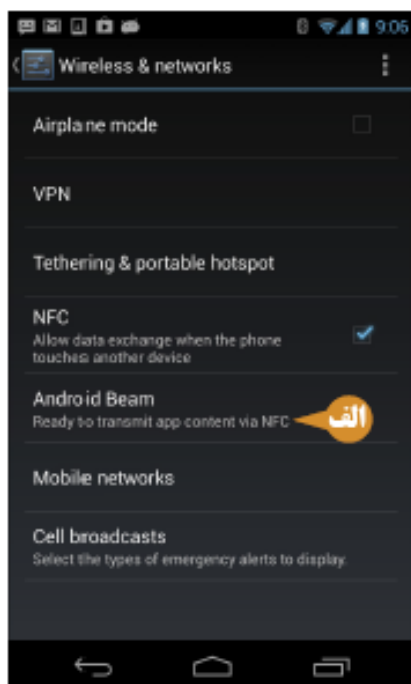 9:06
Wireless & networks
Airplane mode
VPN
Tethering & portable hotspot
NFC
Allow data exchange when the phone
touches another device
Android Beam
Ready to transmit app content via NFC
الف
Mobile networks
Cell broadcasts
Select the types of emergency alerts to display.